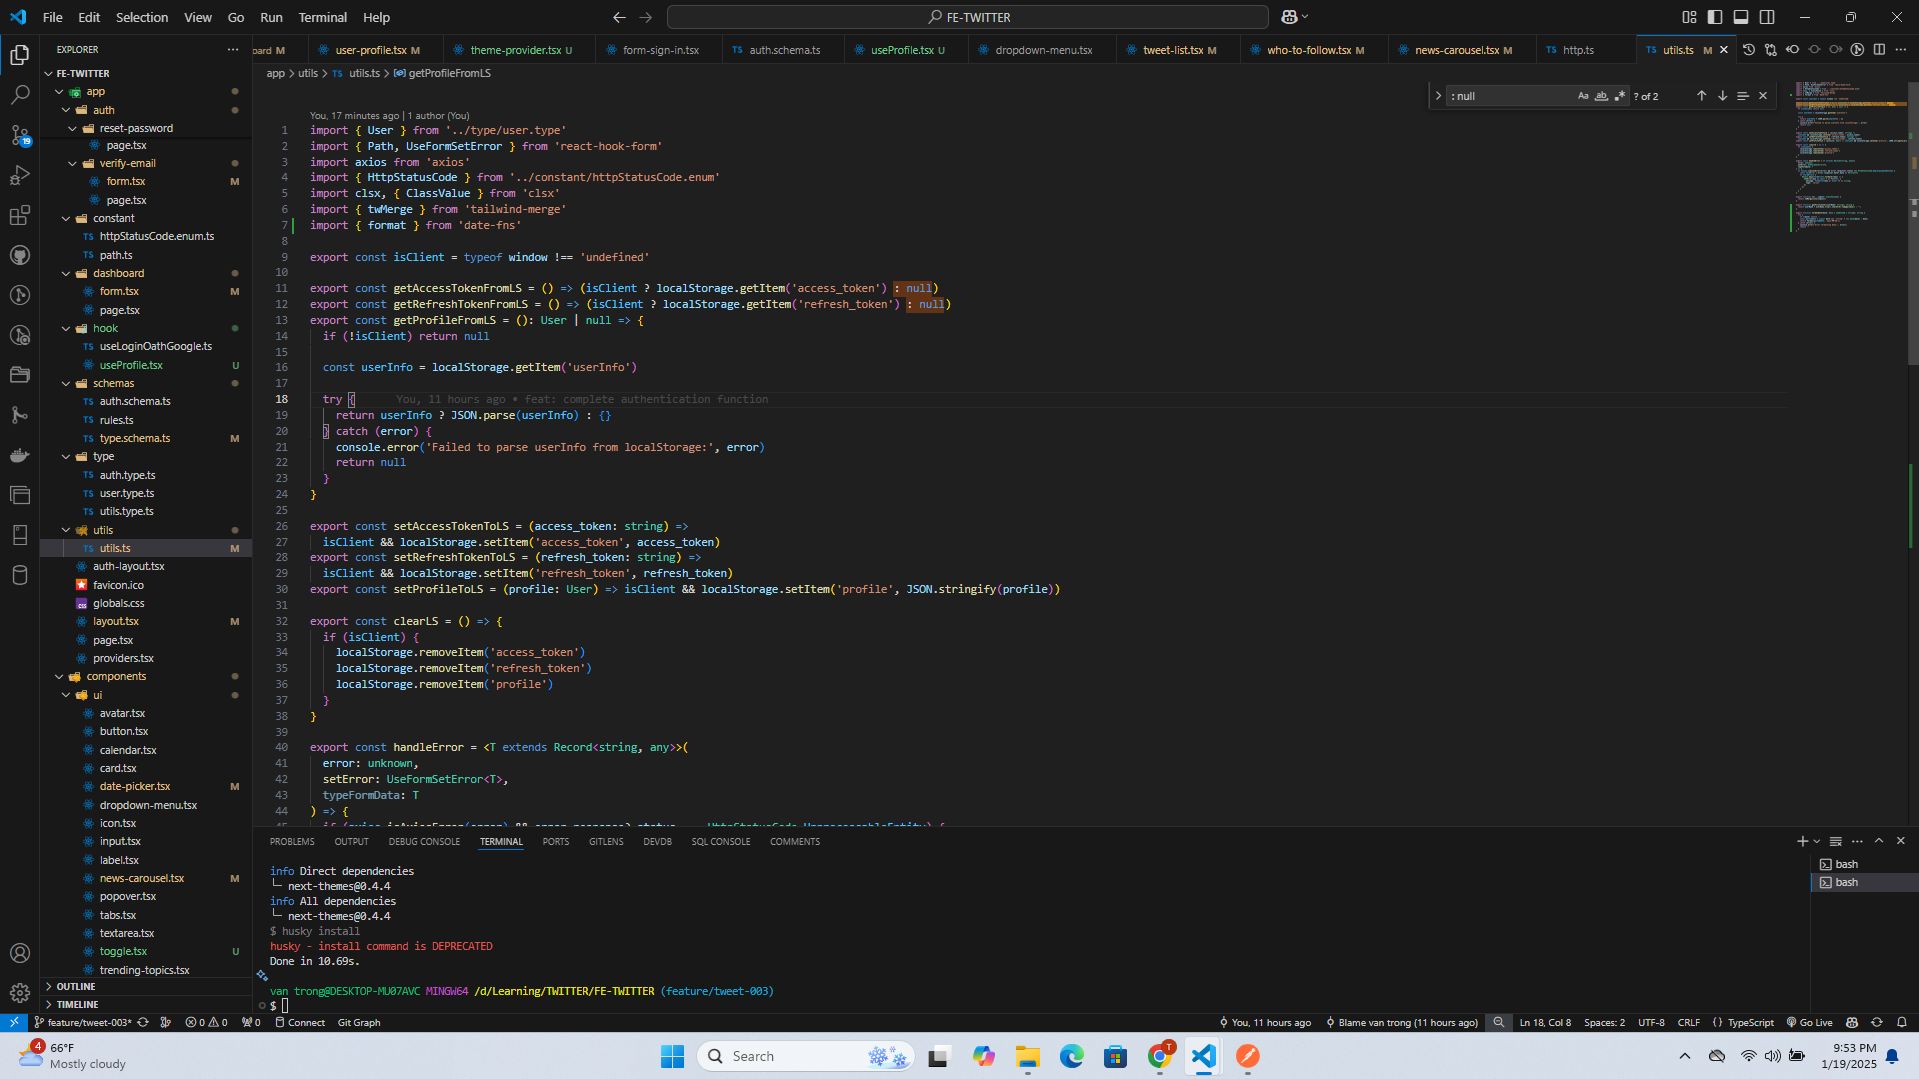 File Edit Selection View Go Run Terminal Help
FE-TWITTER
EXPLORER
oard M
user-profile.tsx M
theme-provider.tsx U
form-sign-in.tsx
auth.schema.ts
useProfile.tsx U
dropdown-menu.tsx
tweet-list.tsx M
who-to-follow.tsx M
news-carousel.tsx M
http.ts
utils.ts M
FE-TWITTER
app
auth
reset-password
page.tsx
verify-email
form.tsx M
page.tsx
constant
httpStatusCode.enum.ts
path.ts
dashboard
form.tsx M
page.tsx
hook
useLoginOathGoogle.ts
useProfile.tsx U
schemas
auth.schema.ts
rules.ts
type.schema.ts M
type
auth.type.ts
user.type.ts
utils.type.ts
utils
utils.ts M
auth-layout.tsx
favicon.ico
globals.css
layout.tsx M
page.tsx
providers.tsx
components
ui
avatar.tsx
button.tsx
calendar.tsx
card.tsx
date-picker.tsx M
dropdown-menu.tsx
icon.tsx
input.tsx
label.tsx
news-carousel.tsx M
popover.tsx
tabs.tsx
textarea.tsx
toggle.tsx U
trending-topics.tsx
OUTLINE
TIMELINE
app > utils > TS utils.ts > getProfileFromLS
: null
Aa ab ? of 2
You, 17 minutes ago | 1 author (You)
1 import { User } from '../type/user.type'
2 import { Path, UseFormSetError } from 'react-hook-form'
3 import axios from 'axios'
4 import { HttpStatusCode } from '../constant/httpStatusCode.enum'
5 import clsx, { ClassValue } from 'clsx'
6 import { twMerge } from 'tailwind-merge'
7 import { format } from 'date-fns'
8
9 export const isClient = typeof window !== 'undefined'
10
11 export const getAccessTokenFromLS = () => (isClient ? localStorage.getItem('access_token') : null)
12 export const getRefreshTokenFromLS = () => (isClient ? localStorage.getItem('refresh_token') : null)
13 export const getProfileFromLS = (): User | null => {
14 if (!isClient) return null
15
16 const userInfo = localStorage.getItem('userInfo')
17
18 try { You, 11 hours ago • feat: complete authentication function
19 return userInfo ? JSON.parse(userInfo) : {}
20 } catch (error) {
21 console.error('Failed to parse userInfo from localStorage:', error)
22 return null
23 }
24 }
25
26 export const setAccessTokenToLS = (access_token: string) =>
27 isClient && localStorage.setItem('access_token', access_token)
28 export const setRefreshTokenToLS = (refresh_token: string) =>
29 isClient && localStorage.setItem('refresh_token', refresh_token)
30 export const setProfileToLS = (profile: User) => isClient && localStorage.setItem('profile', JSON.stringify(profile))
31
32 export const clearLS = () => {
33 if (isClient) {
34 localStorage.removeItem('access_token')
35 localStorage.removeItem('refresh_token')
36 localStorage.removeItem('profile')
37 }
38 }
39
40 export const handleError = <T extends Record<string, any>>(
41 error: unknown,
42 setError: UseFormSetError<T>,
43 typeFormData: T
44 ) => {
PROBLEMS OUTPUT DEBUG CONSOLE TERMINAL PORTS GITLENS DEVDB SQL CONSOLE COMMENTS
info Direct dependencies
└─ next-themes@0.4.4
info All dependencies
└─ next-themes@0.4.4
$ husky install
husky - install command is DEPRECATED
Done in 10.69s.
van trong@DESKTOP-MU07AVC MINGW64 /d/Learning/TWITTER/FE-TWITTER (feature/tweet-003)
$
bash
bash
19
feature/tweet-003* 0 0 0 Connect Git Graph
You, 11 hours ago Blame van trong (11 hours ago) Ln 18, Col 8 Spaces: 2 UTF-8 CRLF {} TypeScript Go Live
4
66°F
Mostly cloudy
Search
T
9:53 PM
1/19/2025